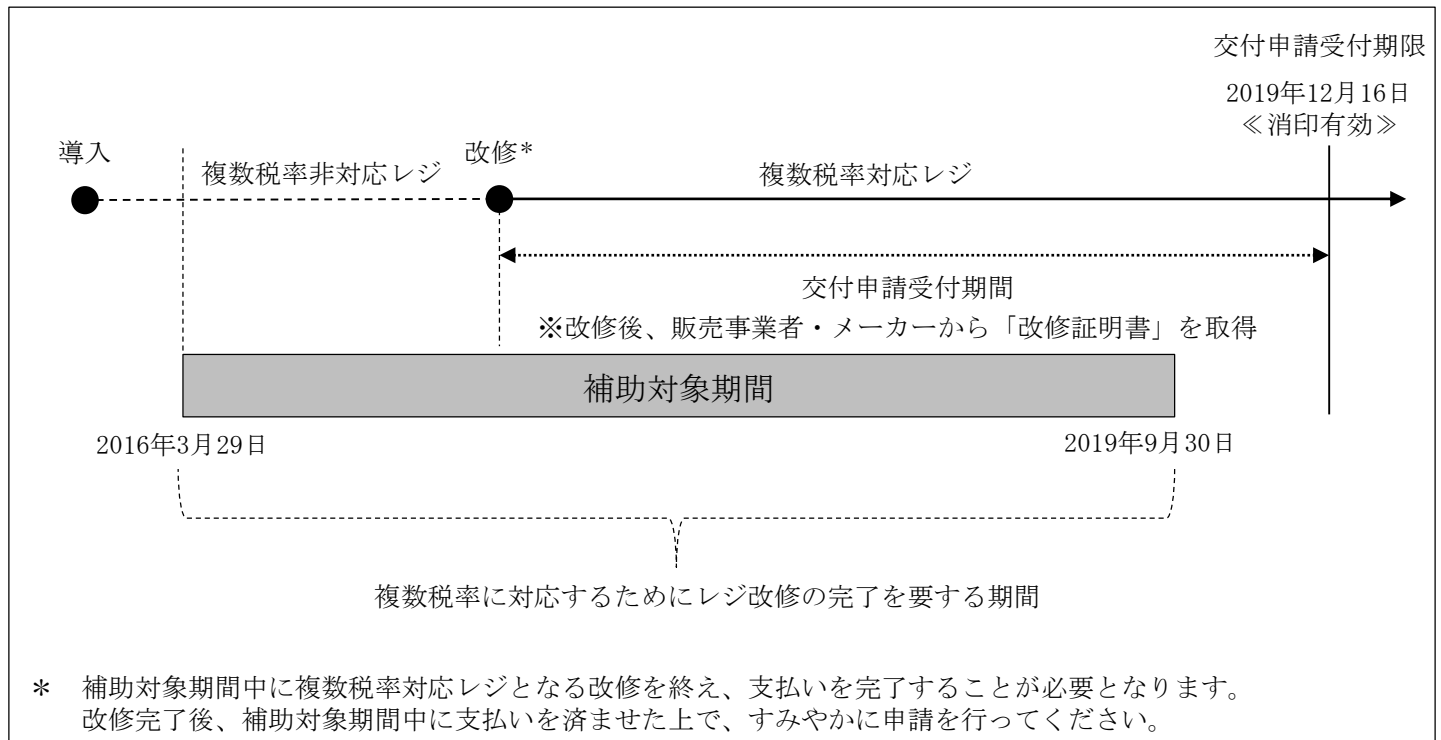 交付申請受付期限
2019年12月16日
≪消印有効≫
導入
改修*
複数税率非対応レジ
複数税率対応レジ
交付申請受付期間
※改修後、販売事業者・メーカーから「改修証明書」を取得
補助対象期間
2016年3月29日
2019年9月30日
複数税率に対応するためにレジ改修の完了を要する期間
* 補助対象期間中に複数税率対応レジとなる改修を終え、支払いを完了することが必要となります。
改修完了後、補助対象期間中に支払いを済ませた上で、すみやかに申請を行ってください。